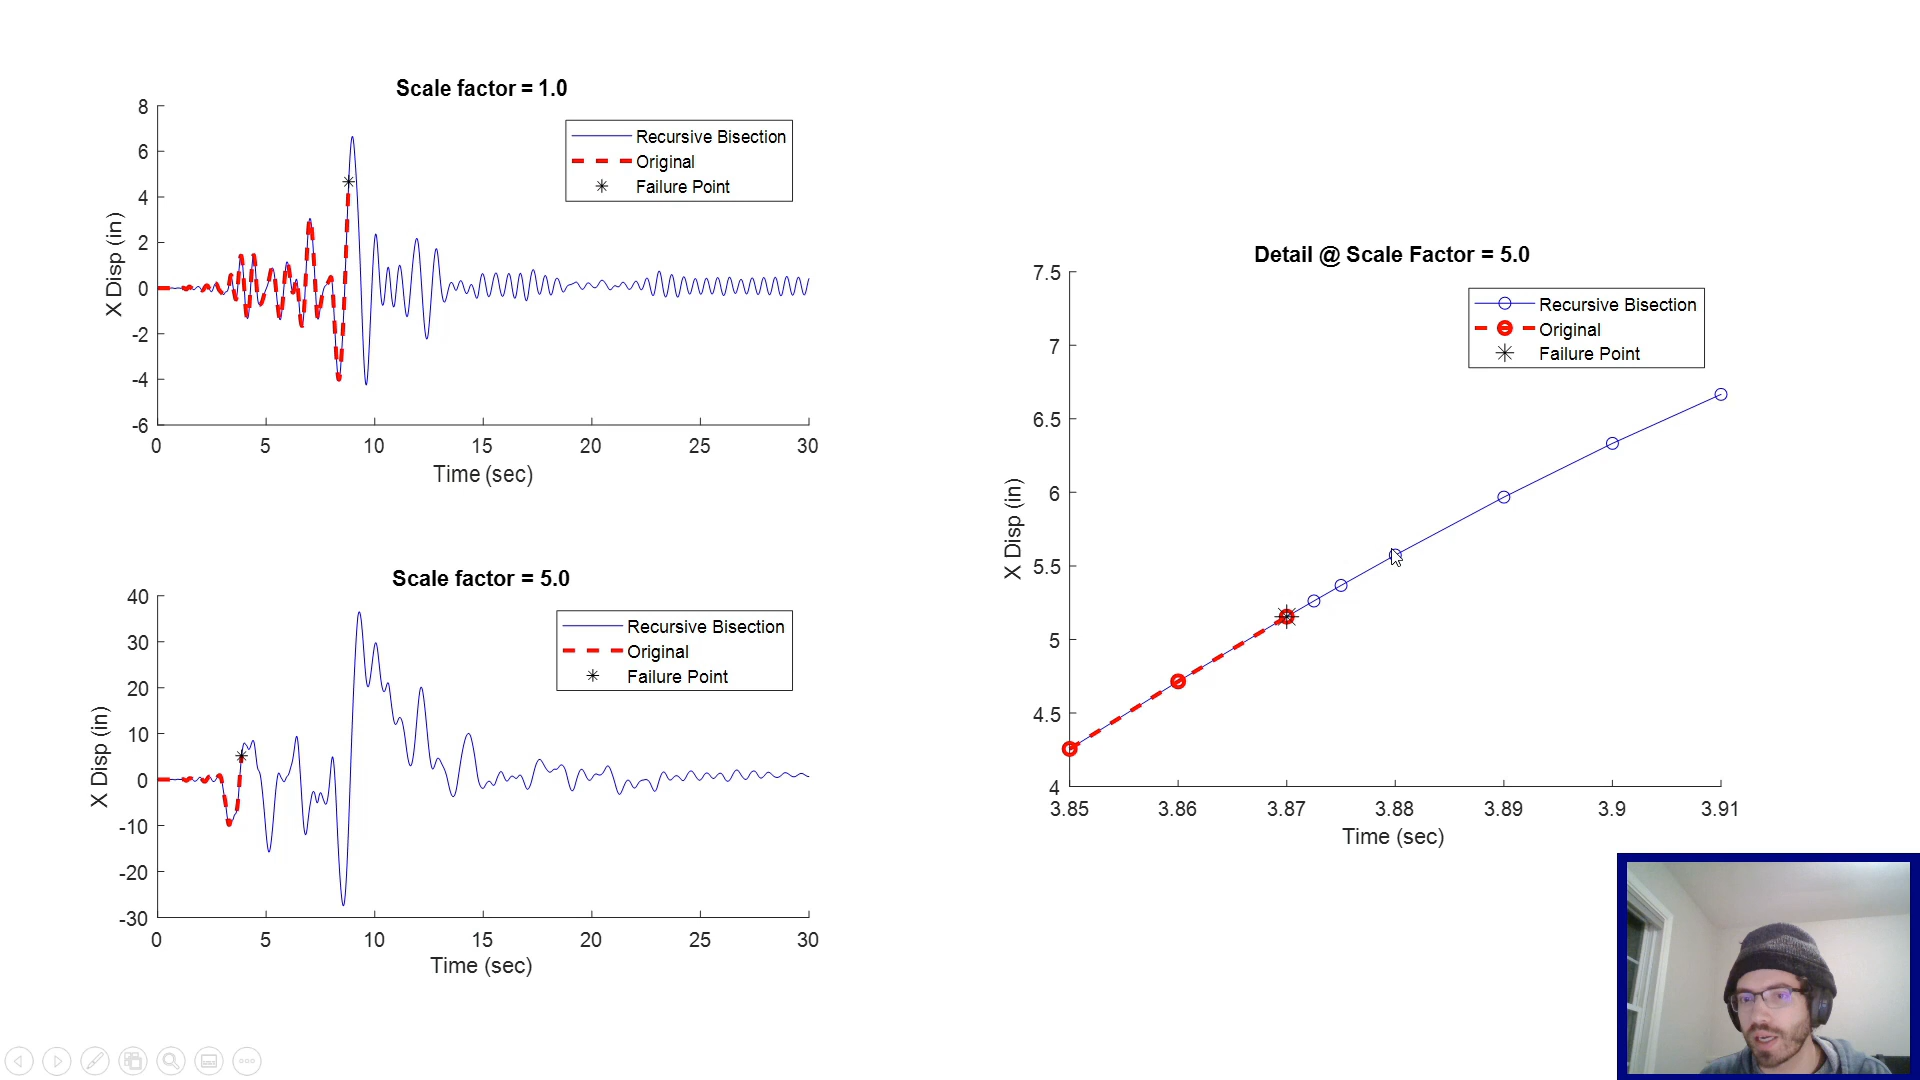 Scale factor = 1.0
8
6
4
2
0
-2
-4
-6
X Disp (in)
Recursive Bisection
Original
Failure Point
0 5 10 15 20 25 30
Time (sec)
Scale factor = 5.0
40
30
20
10
0
-10
-20
-30
X Disp (in)
Recursive Bisection
Original
Failure Point
0 5 10 15 20 25 30
Time (sec)
Detail @ Scale Factor = 5.0
7.5
7
6.5
6
5.5
5
4.5
4
X Disp (in)
Recursive Bisection
Original
Failure Point
3.85 3.86 3.87 3.88 3.89 3.9 3.91
Time (sec)